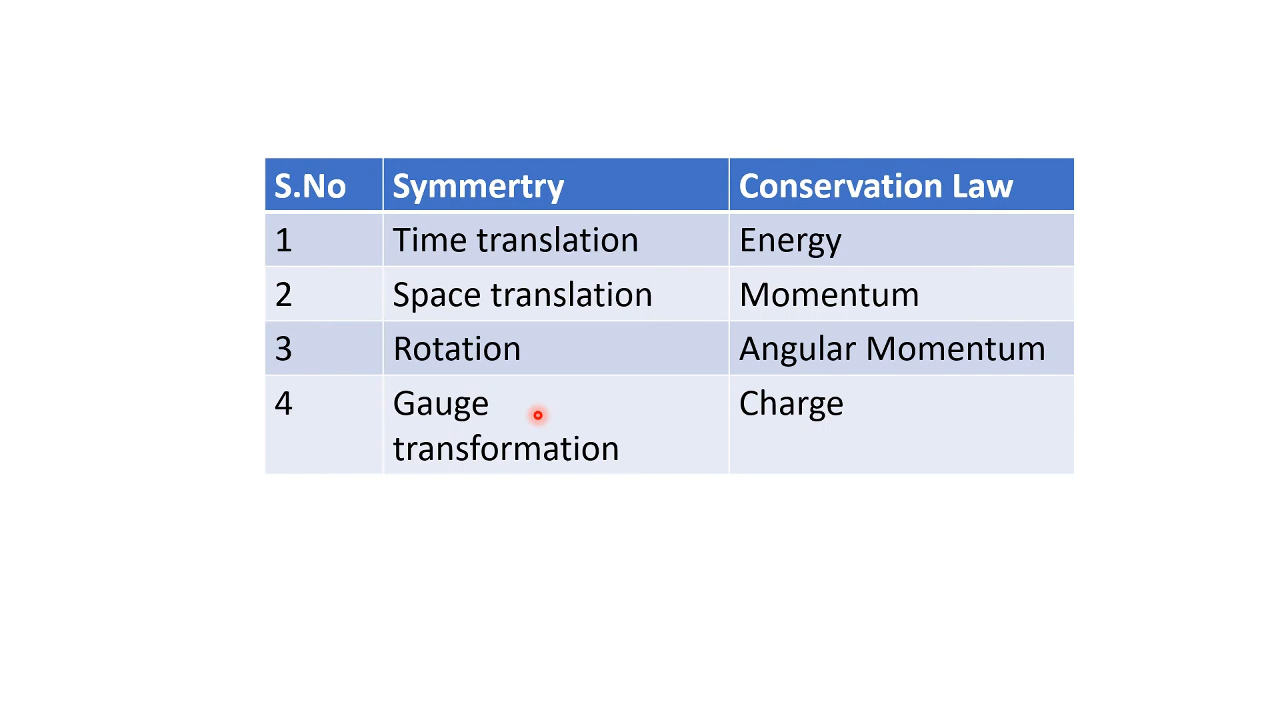 S.No Symmertry Conservation Law
1 Time translation Energy
2 Space translation Momentum
3 Rotation Angular Momentum
4 Gauge Charge
transformation